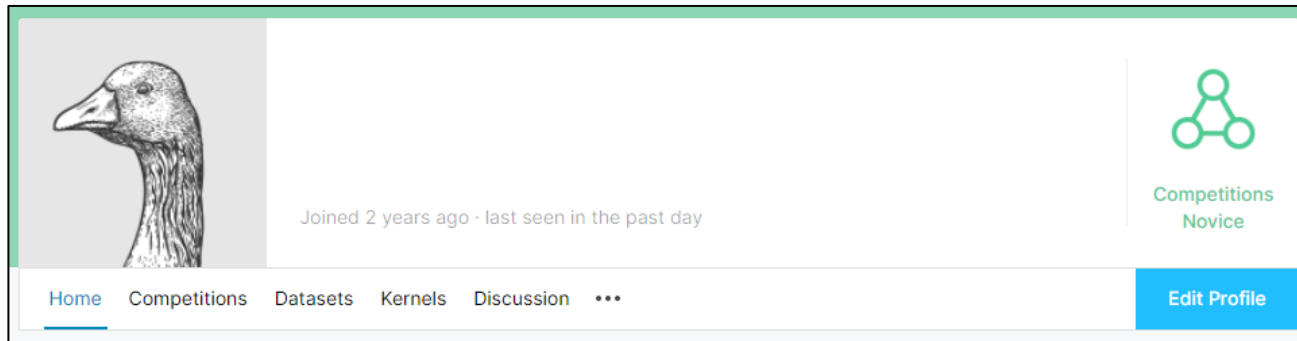 Joined 2 years ago · last seen in the past day
Competitions
Novice
Home Competitions Datasets Kernels Discussion •••
Edit Profile